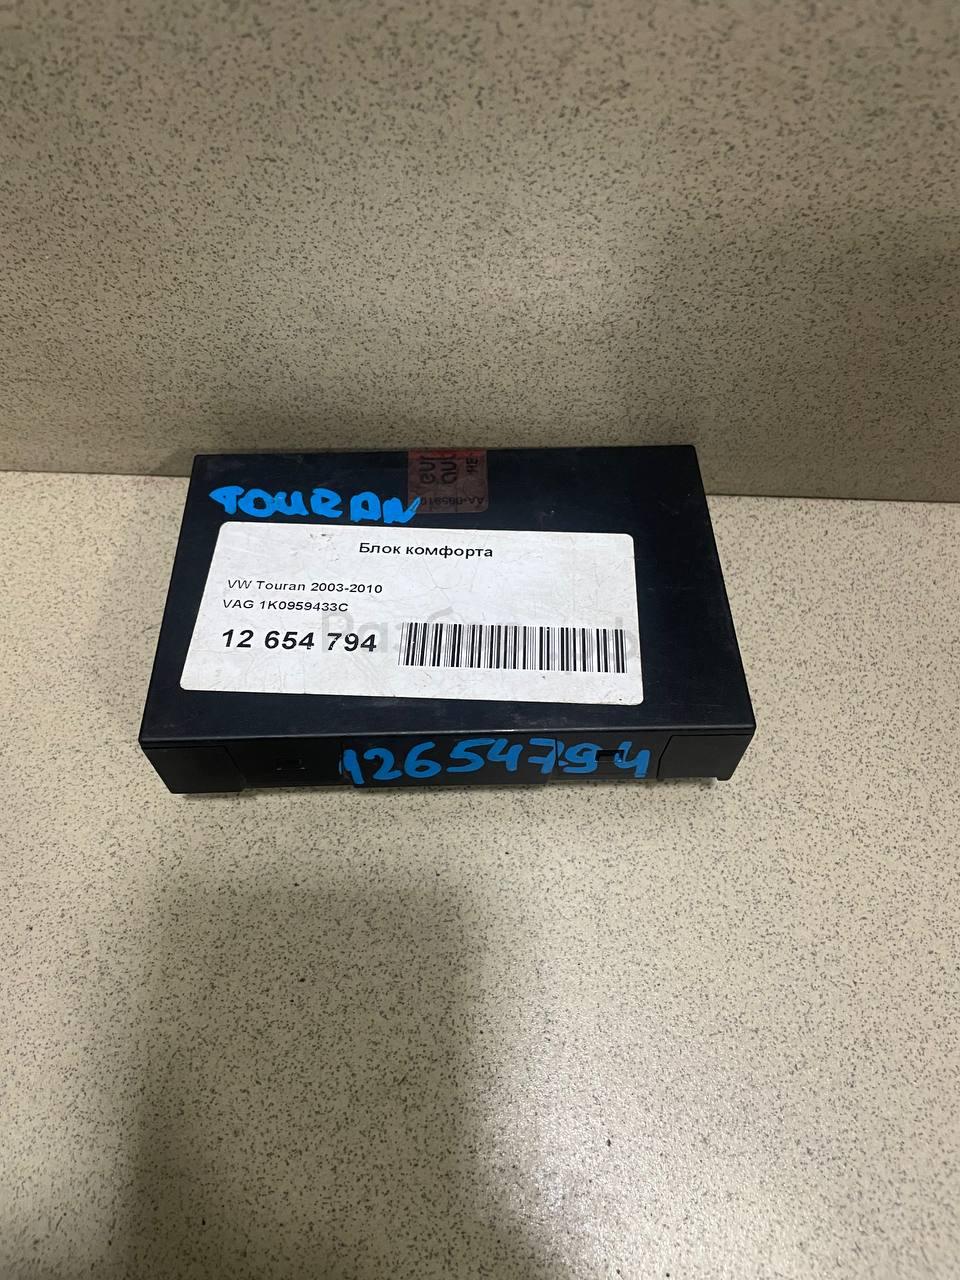 TOURAN
Блок комфорта
VW Touran 2003-2010
VAG 1K0959433C
12 654 794
12654794